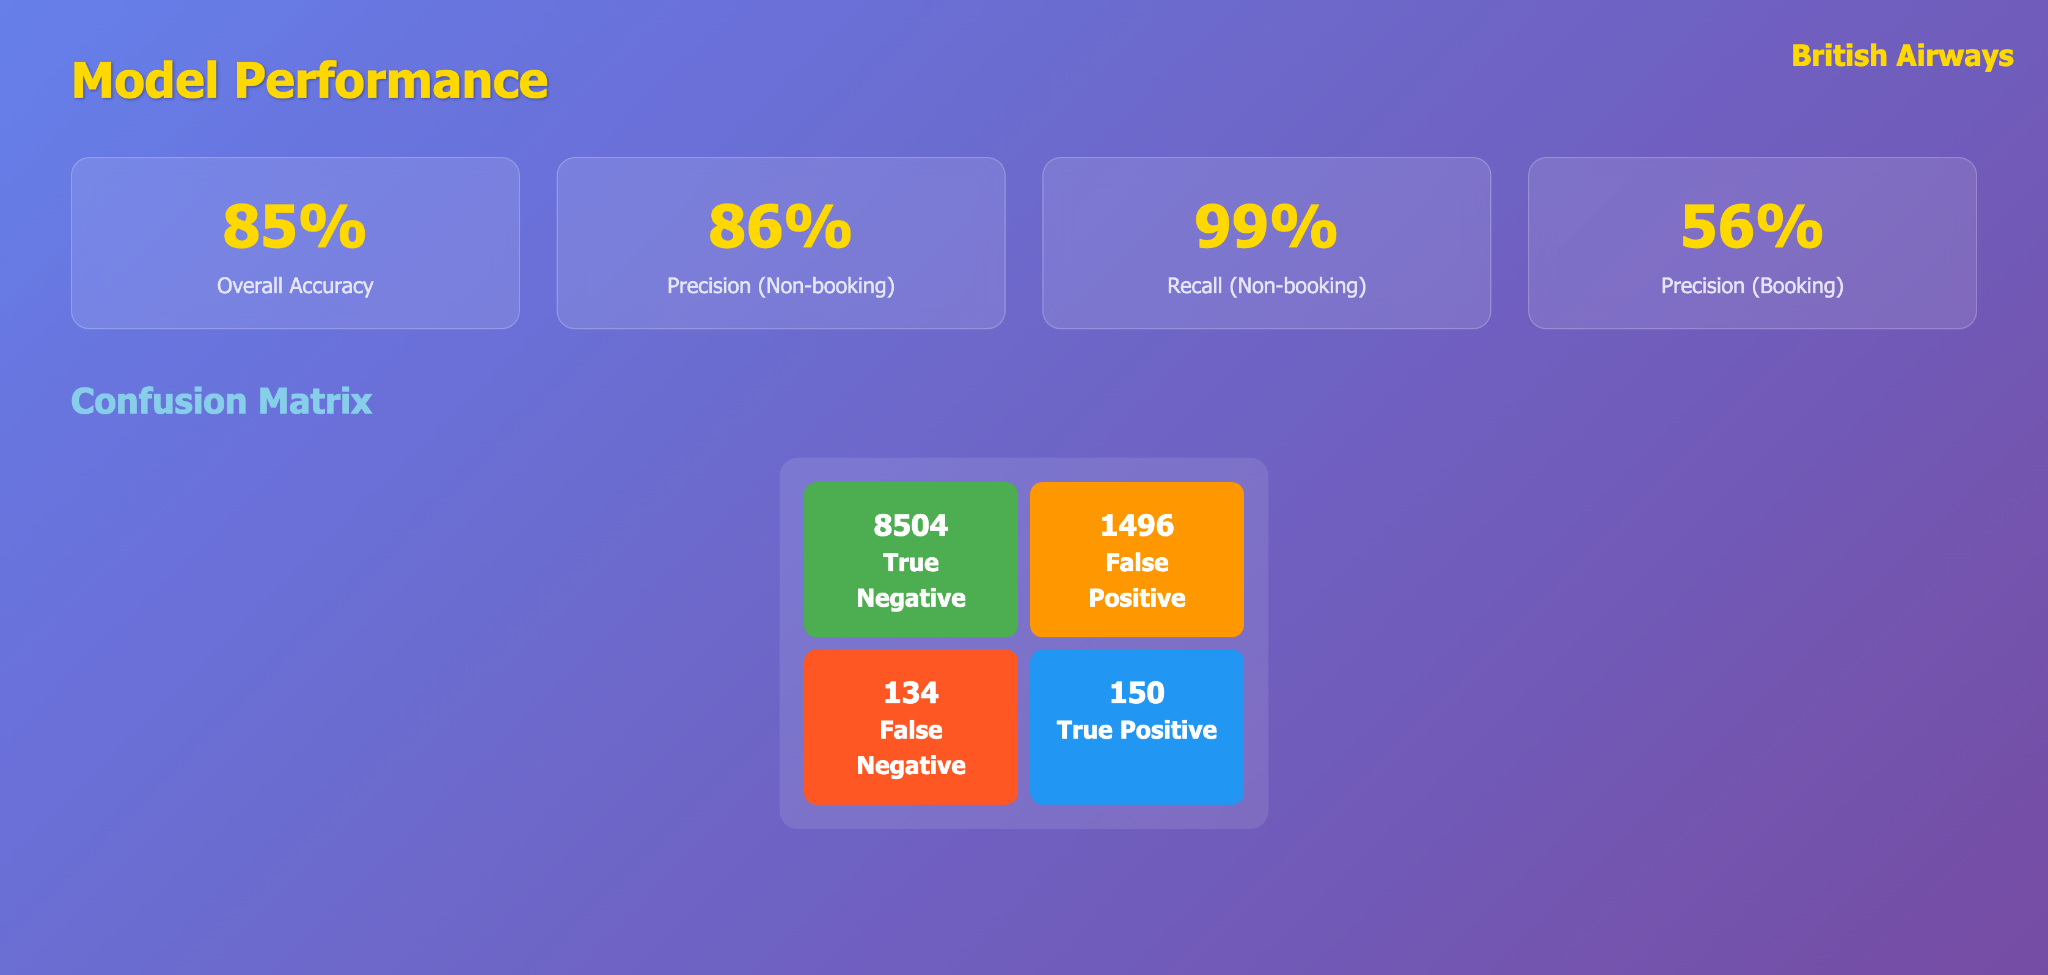 British Airways
Model Performance
85%
Overall Accuracy
86%
Precision (Non-booking)
99%
Recall (Non-booking)
56%
Precision (Booking)
Confusion Matrix
8504
True
Negative
1496
False
Positive
134
False
Negative
150
True Positive